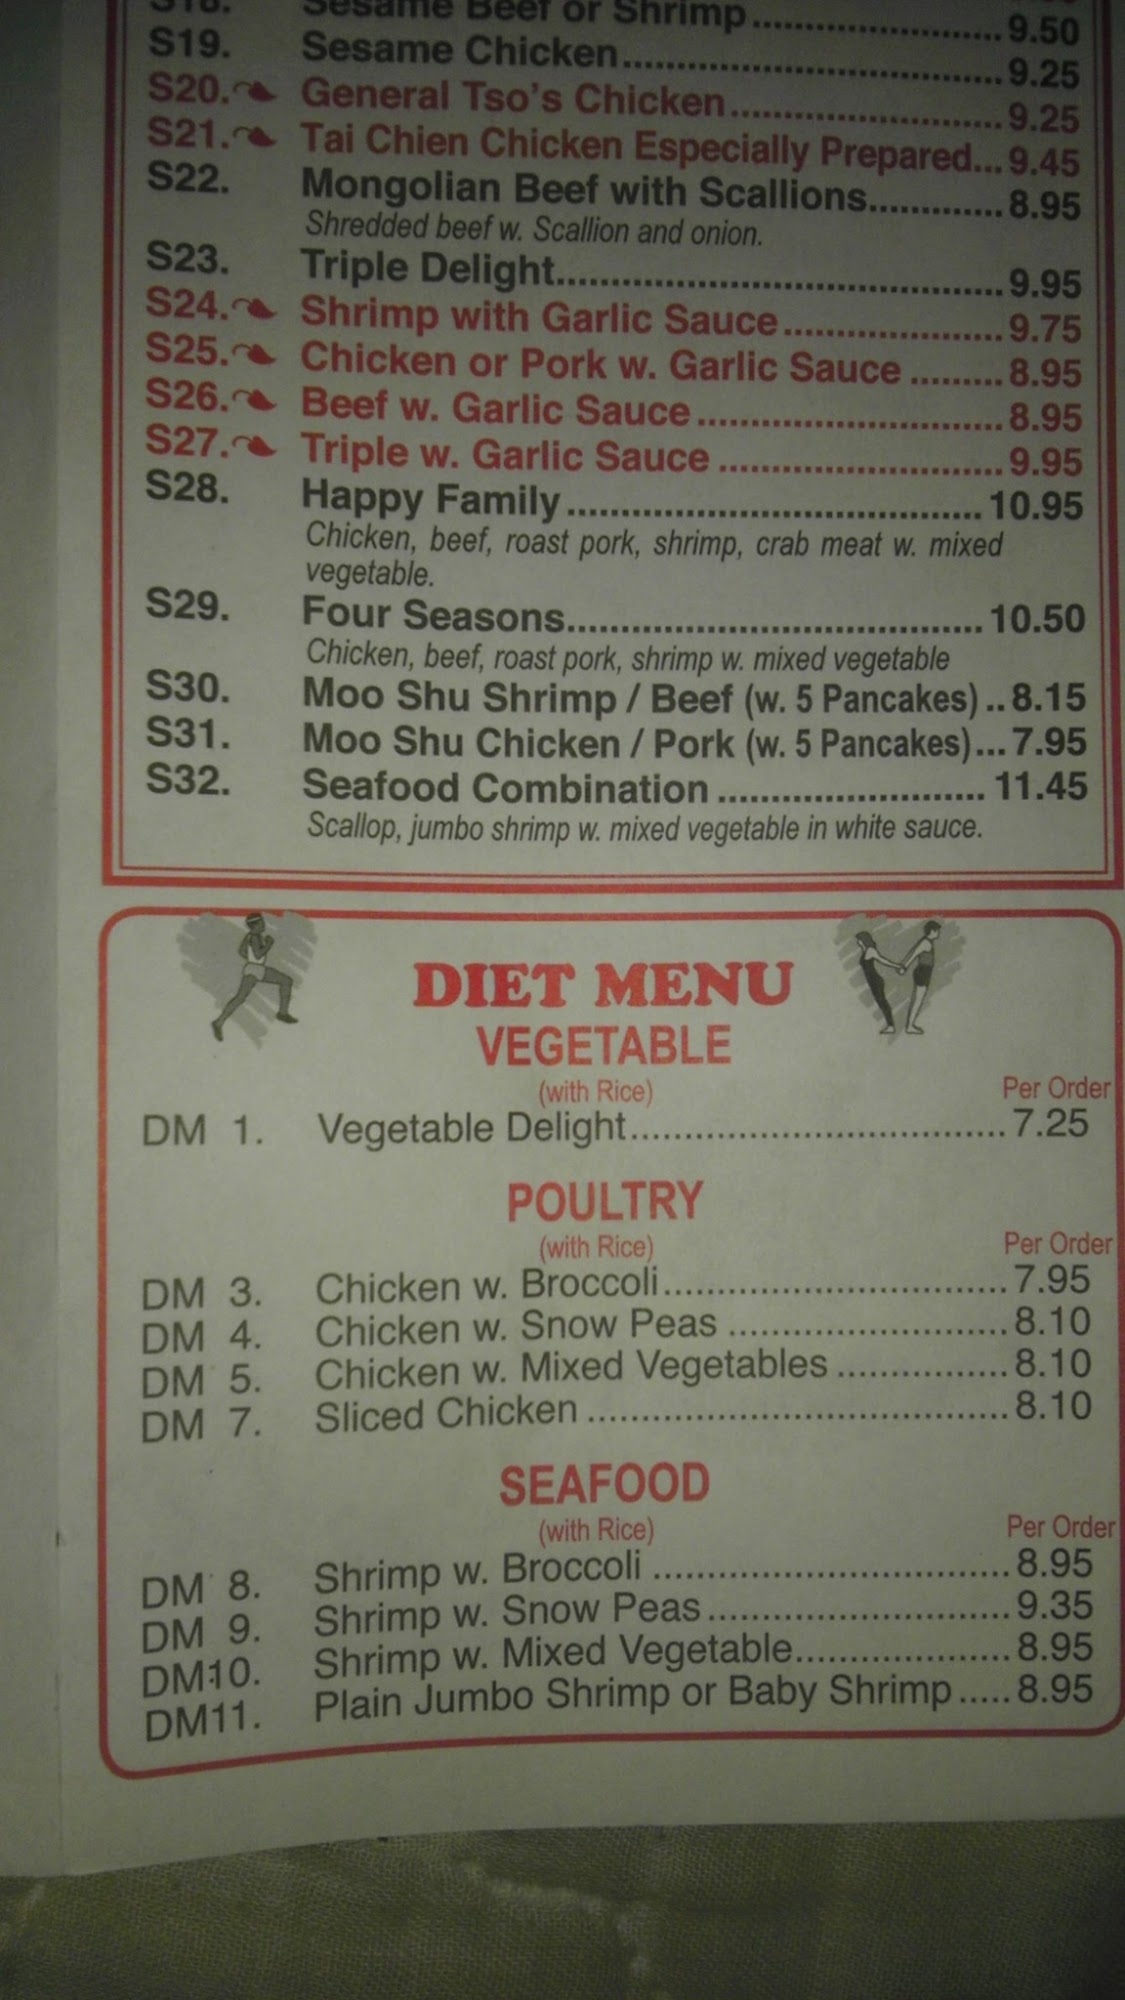 S18. Sesame Beef or Shrimp.......................9.50
S19. Sesame Chicken....................................9.25
S20. General Tso's Chicken..........................9.25
S21. Tai Chien Chicken Especially Prepared...9.45
S22. Mongolian Beef with Scallions.............8.95
Shredded beef w. Scallion and onion.
S23. Triple Delight..........................................9.95
S24. Shrimp with Garlic Sauce.....................9.75
S25. Chicken or Pork w. Garlic Sauce .........8.95
S26. Beef w. Garlic Sauce .............................8.95
S27. Triple w. Garlic Sauce ...........................9.95
S28. Happy Family ....................................... 10.95
Chicken, beef, roast pork, shrimp, crab meat w. mixed
vegetable.
S29. Four Seasons....................................... 10.50
Chicken, beef, roast pork, shrimp w. mixed vegetable
S30. Moo Shu Shrimp / Beef (w. 5 Pancakes) .. 8.15
S31. Moo Shu Chicken / Pork (w. 5 Pancakes)... 7.95
S32. Seafood Combination ......................... 11.45
Scallop, jumbo shrimp w. mixed vegetable in white sauce.
DIET MENU
VEGETABLE
(with Rice) Per Order
DM 1. Vegetable Delight..................................7.25
POULTRY
(with Rice) Per Order
DM 3. Chicken w. Broccoli...............................7.95
DM 4. Chicken w. Snow Peas .........................8.10
DM 5. Chicken w. Mixed Vegetables ...............8.10
DM 7. Sliced Chicken .....................................8.10
SEAFOOD
(with Rice) Per Order
DM 8. Shrimp w. Broccoli ...............................8.95
DM 9. Shrimp w. Snow Peas...........................9.35
DM10. Shrimp w. Mixed Vegetable...................8.95
DM11. Plain Jumbo Shrimp or Baby Shrimp .....8.95